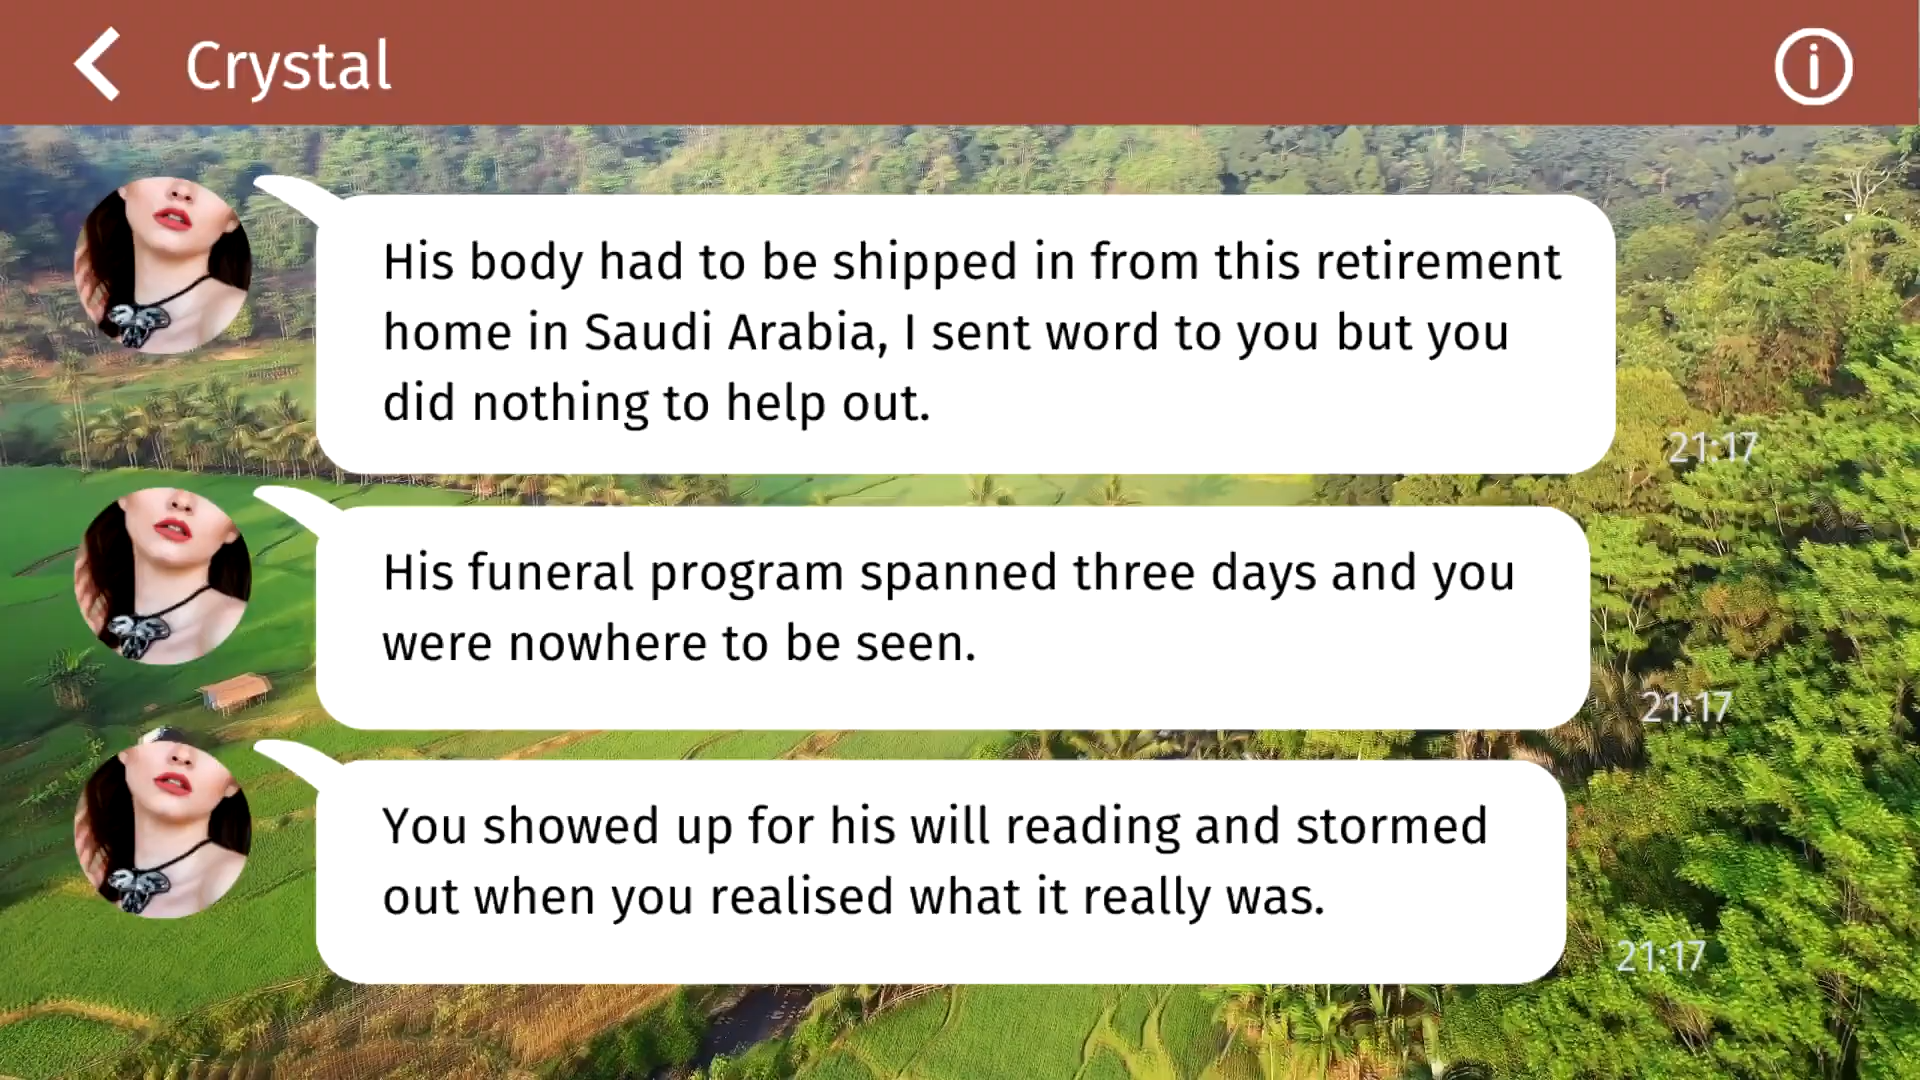 Crystal
His body had to be shipped in from this retirement
home in Saudi Arabia, I sent word to you but you
did nothing to help out.
21:17
His funeral program spanned three days and you
were nowhere to be seen.
21:17
You showed up for his will reading and stormed
out when you realised what it really was.
21:17